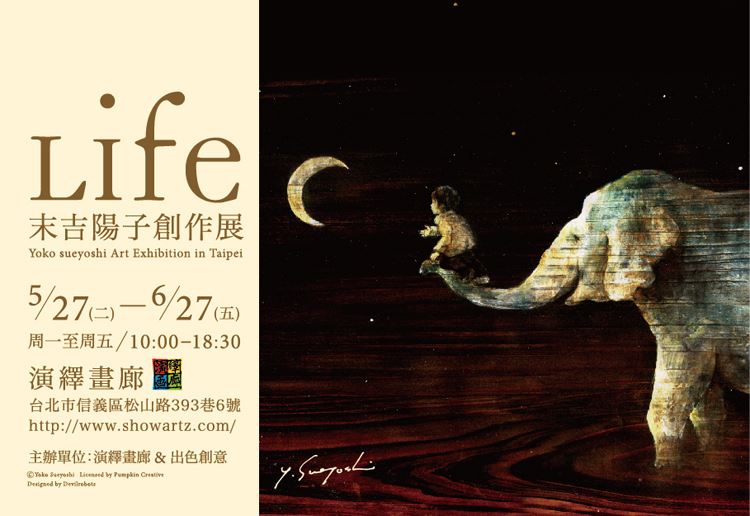 Life
末吉陽子創作展
Yoko sueyoshi Art Exhibition in Taipei
5/27(二)—6/27(五)
周一至周五/10:00-18:30
演繹畫廊
台北市信義區松山路393巷6號
http://www.showartz.com/
主辦單位:演繹畫廊 & 出色創意
©Yoko Sueyoshi Licensed by Pumpkin Creative
Designed by Devilrobots
Y. Sueyoshi